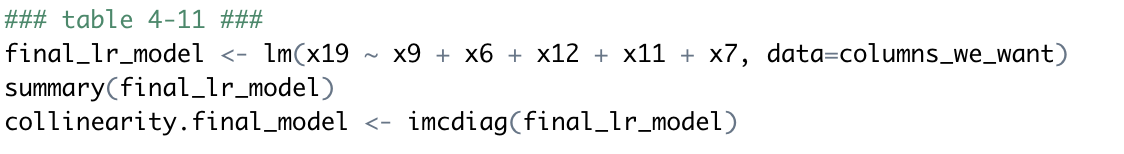 ### table 4-11 ###
final_lr_model <- lm(x19 ~ x9 + x6 + x12 + x11 + x7, data=columns_we_want)
summary(final_lr_model)
collinearity.final_model <- imcdiag(final_lr_model)